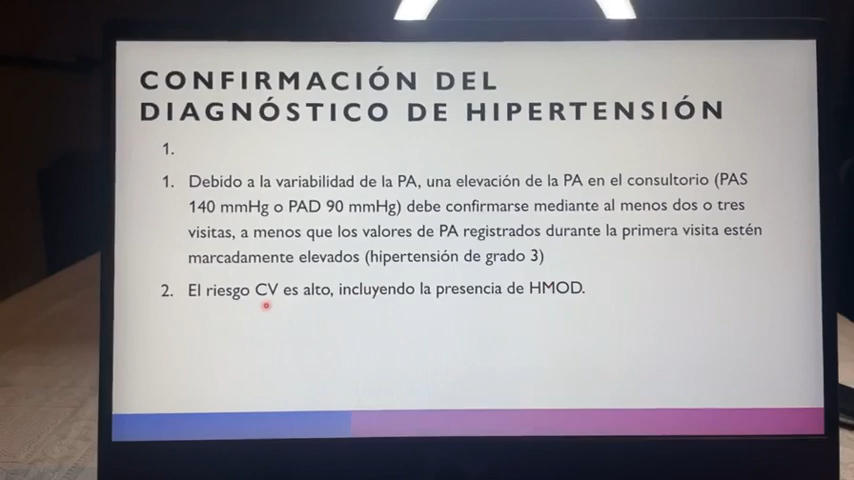 CONFIRMACIÓN DEL
DIAGNÓSTICO DE HIPERTENSIÓN
1.
1. Debido a la variabilidad de la PA, una elevación de la PA en el consultorio (PAS
140 mmHg o PAD 90 mmHg) debe confirmarse mediante al menos dos o tres
visitas, a menos que los valores de PA registrados durante la primera visita estén
marcadamente elevados (hipertensión de grado 3)
2. El riesgo CV es alto, incluyendo la presencia de HMOD.